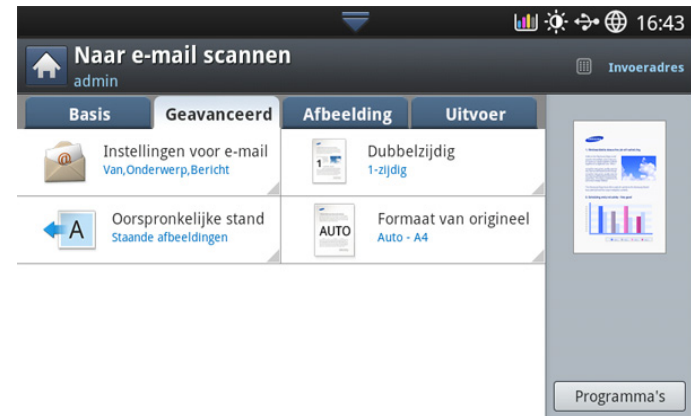 16:43
Naar e-mail scannen
admin
Invoeradres
Basis
Geavanceerd
Afbeelding
Uitvoer
Instellingen voor e-mail
Van,Onderwerp,Bericht
Dubbelzijdig
1-zijdig
1
Oorspronkelijke stand
Staande afbeeldingen
A
Formaat van origineel
Auto - A4
AUTO
Programma's